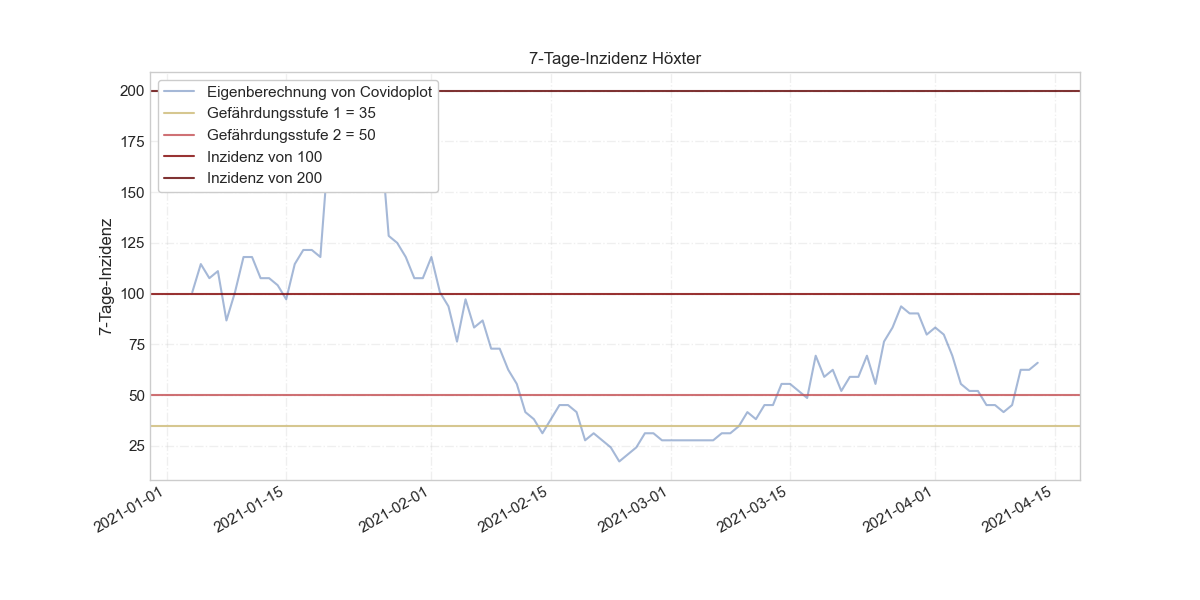 7-Tage-Inzidenz Höxter
Eigenberechnung von Covidoplot
Gefährdungsstufe 1 = 35
Gefährdungsstufe 2 = 50
Inzidenz von 100
Inzidenz von 200
7-Tage-Inzidenz
200
175
150
125
100
75
50
25
2021-01-01
2021-01-15
2021-02-01
2021-02-15
2021-03-01
2021-03-15
2021-04-01
2021-04-15